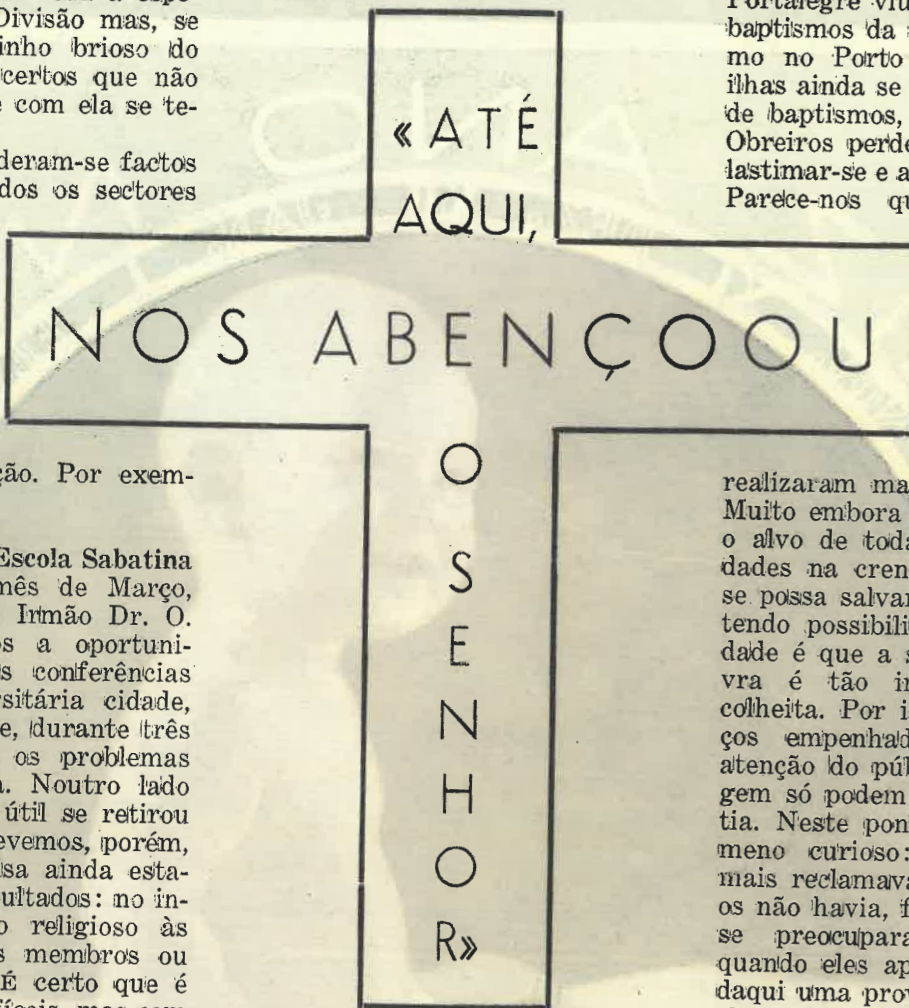 Divisão mas, se
inho brioso do
certos que não
com ela se te-
deram-se factos
dos os sectores
«ATÉ
AQUI,
NOS ABENÇOOU
O
S
E
N
H
O
R»
baptismos da
mo no Porto
ilhas ainda se
de baptismos,
Obreiros perde
lastimar-se e a
Parece-nos qu
ção. Por exem-
Escola Sabatina
mês de Março,
Irmão Dr. O.
s a oportuni-
s conferências
rsitária cidade,
e, durante três
os problemas
a. Noutro lado
útil se retirou
evemos, porém,
sa ainda esta-
ultados: no in-
o religioso às
s membros ou
É certo que é
realizaram ma
Muito embora
o alvo de toda
dades na cren
se possa salvar
tendo possibili
dade é que a s
vra é tão in
colheita. Por i
ços empenhad
atenção do púl
gem só podem
tia. Neste pon
meno curioso:
mais reclamava
os não havia, f
se preocupara
quando eles ap
daqui uma prov